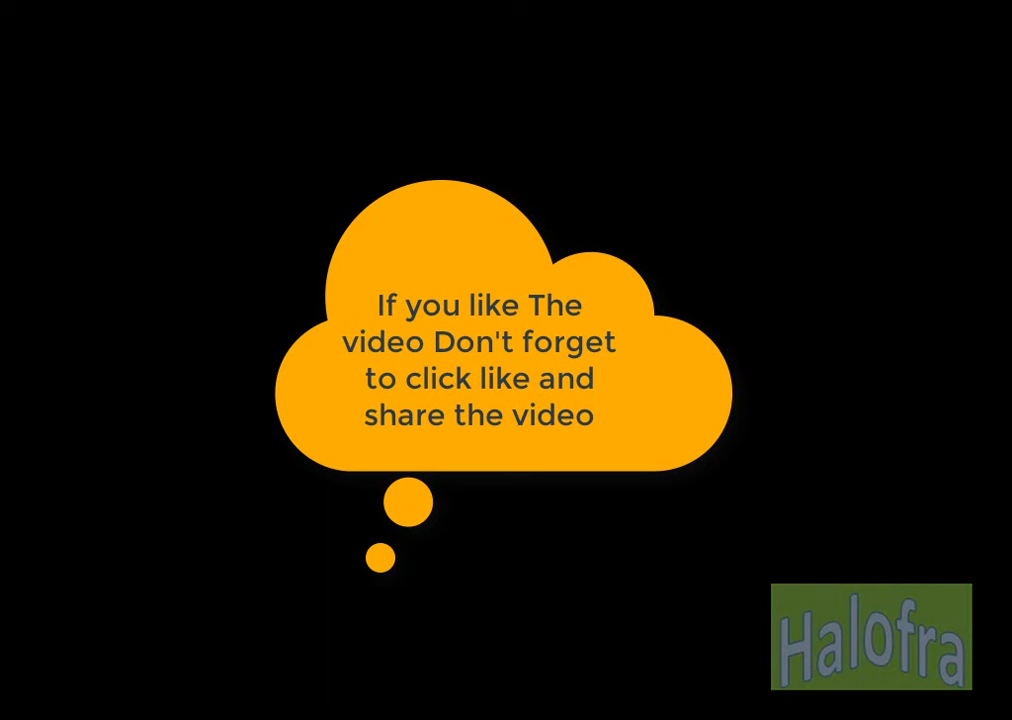 If you like The
video Don't forget
to click like and
share the video
Halofra